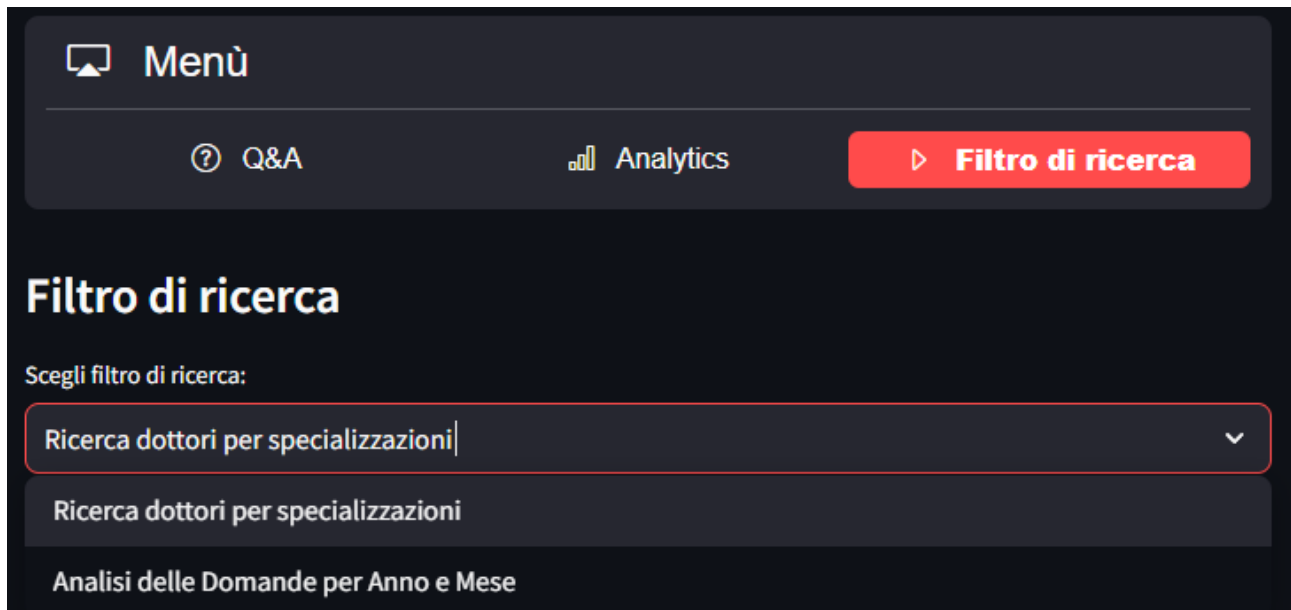 Menù
Q&A Analytics Filtro di ricerca
Filtro di ricerca
Scegli filtro di ricerca:
Ricerca dottori per specializzazioni
Ricerca dottori per specializzazioni
Analisi delle Domande per Anno e Mese